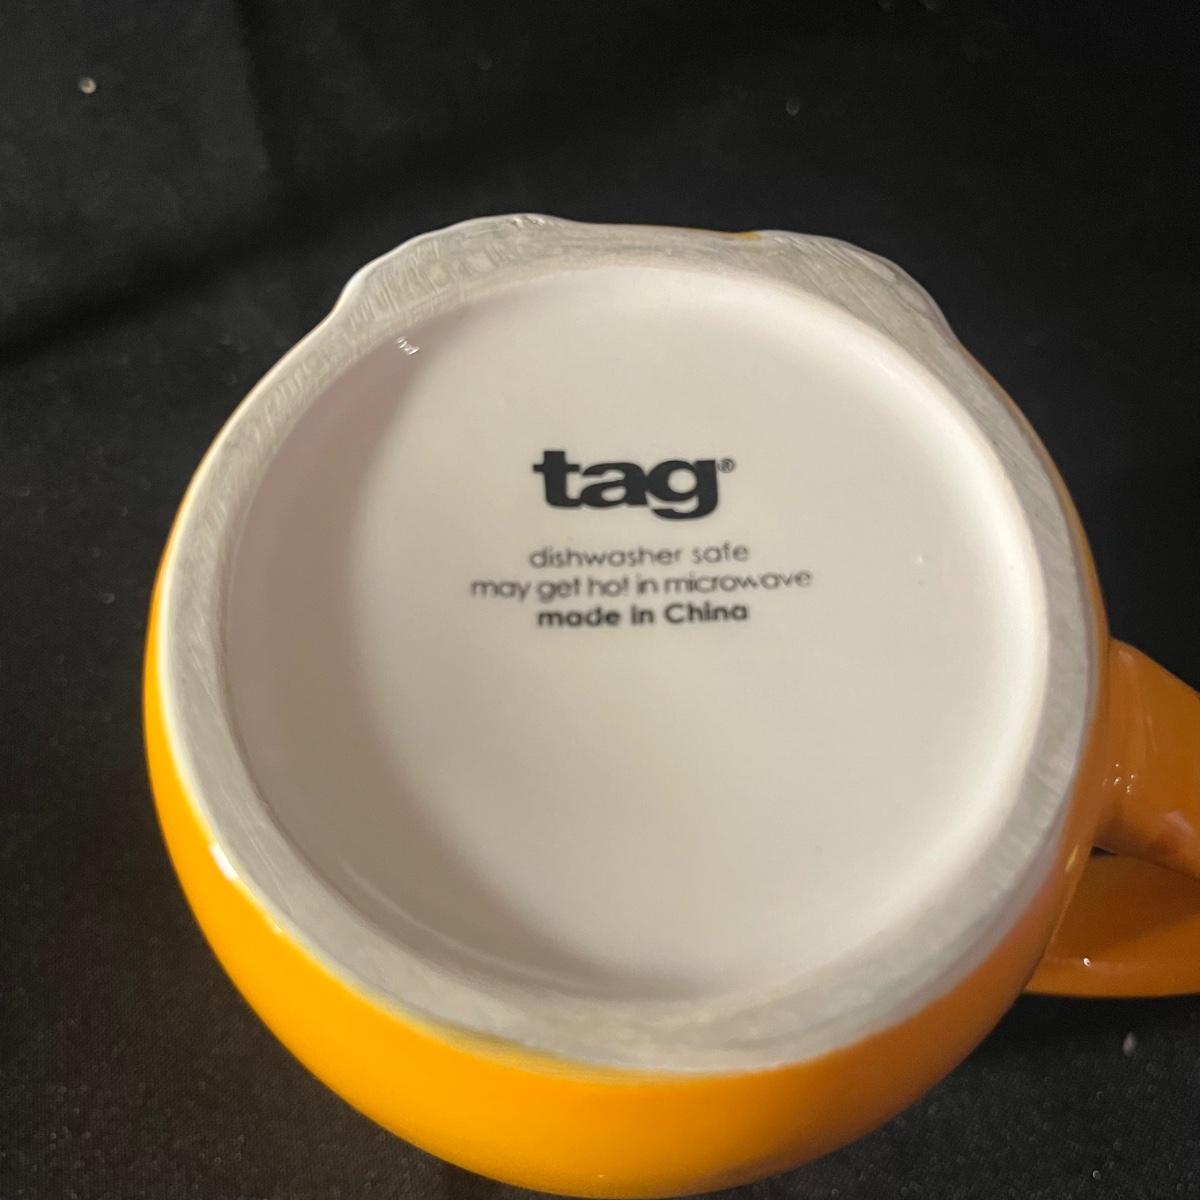 tag®
dishwasher safe
may get hot in microwave
made in China